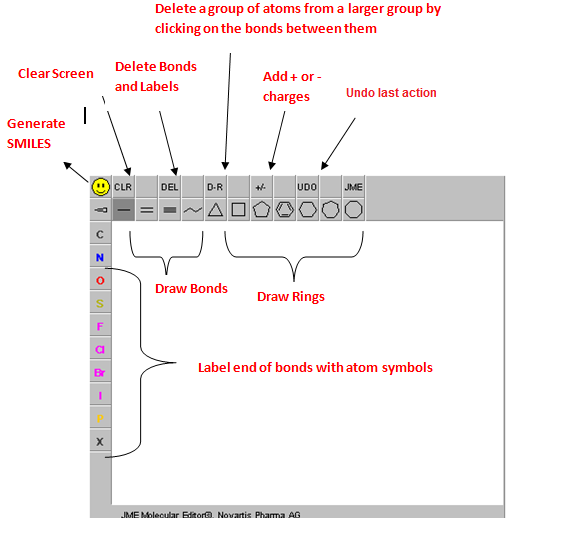 Delete a group of atoms from a larger group by
clicking on the bonds between them
Clear Screen
Delete Bonds
and Labels
Add + or -
charges
Undo last action
Generate
SMILES
CLR DEL D-R +/- UDO JME
C
N
O
S
F
Cl
Br
I
P
X
Draw Bonds
Draw Rings
Label end of bonds with atom symbols
JME Molecular Editor©, Novartis Pharma AG